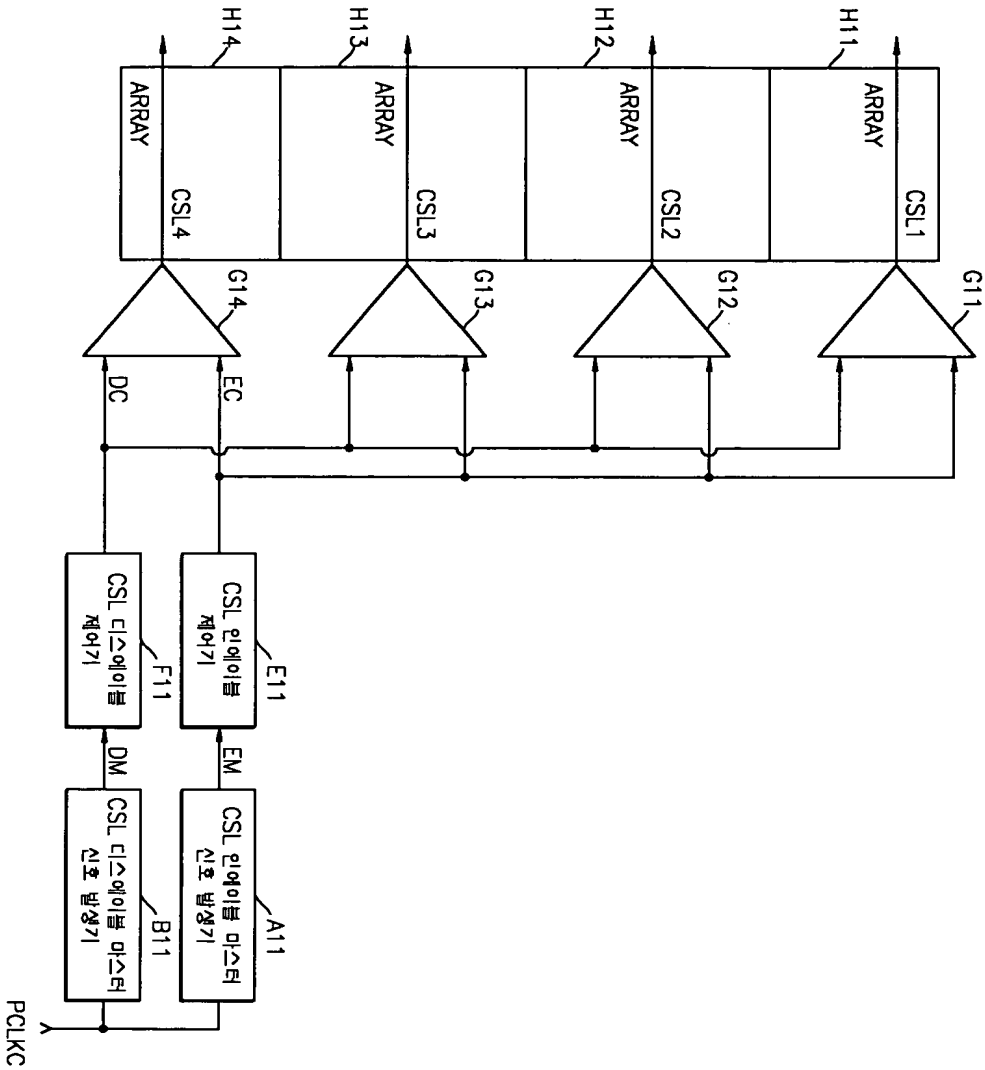 G11
CSL1
ARRAY
H11
G12
CSL2
ARRAY
H12
G13
CSL3
ARRAY
H13
G14
CSL4
ARRAY
H14
E11
A11
EC
CSL 인에이블
제어기
EM
CSL 인에이블 마스터
신호 발생기
F11
B11
DC
CSL 디스에이블
제어기
DM
CSL 디스에이블 마스터
신호 발생기
PCLKC